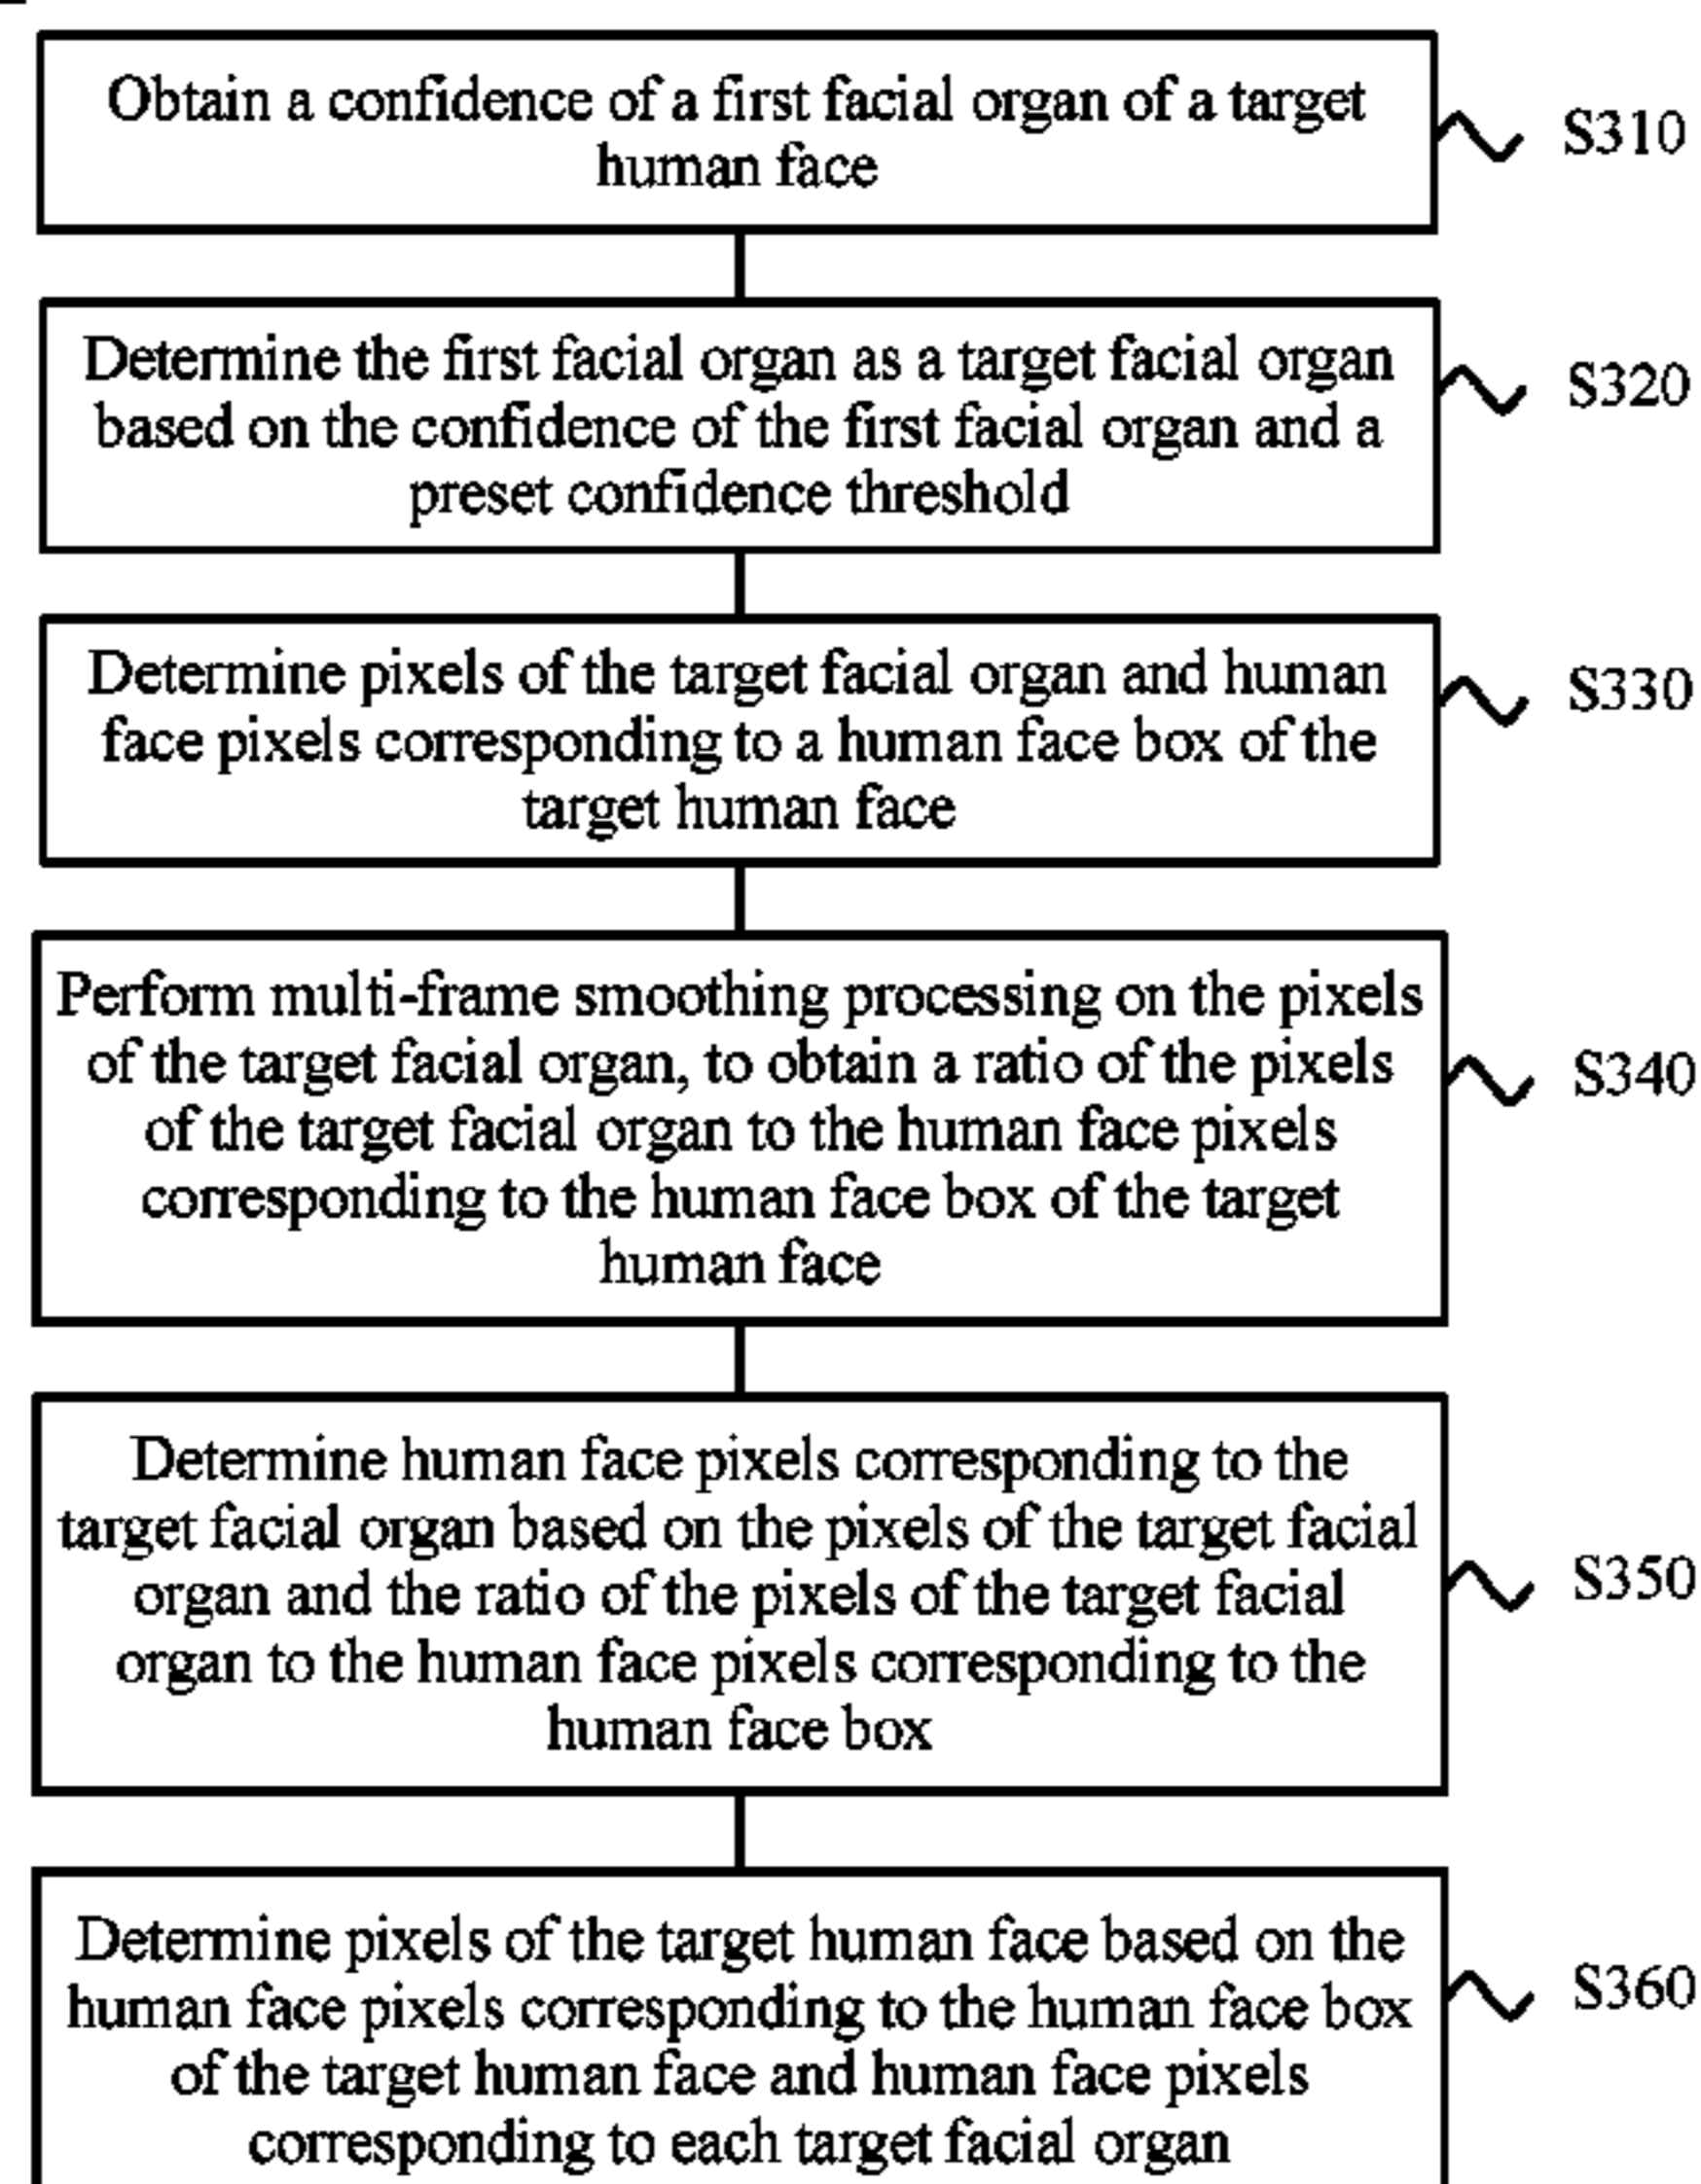 Obtain a confidence of a first facial organ of a target
human face
S310
Determine the first facial organ as a target facial organ
based on the confidence of the first facial organ and a
preset confidence threshold
S320
Determine pixels of the target facial organ and human
face pixels corresponding to a human face box of the
target human face
S330
Perform multi-frame smoothing processing on the pixels
of the target facial organ, to obtain a ratio of the pixels
of the target facial organ to the human face pixels
corresponding to the human face box of the target
human face
S340
Determine human face pixels corresponding to the
target facial organ based on the pixels of the target facial
organ and the ratio of the pixels of the target facial
organ to the human face pixels corresponding to the
human face box
S350
Determine pixels of the target human face based on the
human face pixels corresponding to the human face box
of the target human face and human face pixels
corresponding to each target facial organ
S360